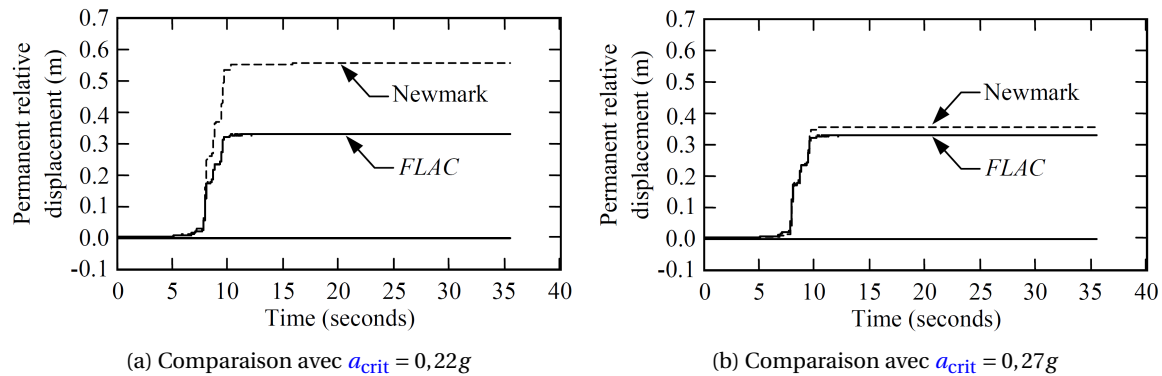 Permanent relative
displacement (m)
0.7
0.6
0.5
0.4
0.3
0.2
0.1
0.0
-0.1
Newmark
FLAC
0 5 10 15 20 25 30 35 40
Time (seconds)
(a) Comparaison avec a_crit = 0,22g
Permanent relative
displacement (m)
0.7
0.6
0.5
0.4
0.3
0.2
0.1
0.0
-0.1
Newmark
FLAC
0 5 10 15 20 25 30 35 40
Time (seconds)
(b) Comparaison avec a_crit = 0,27g